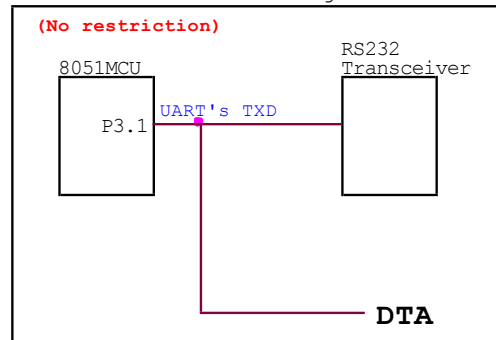 (No restriction)
RS232
8051MCU
Transceiver
UART's TXD
P3.1
DTA